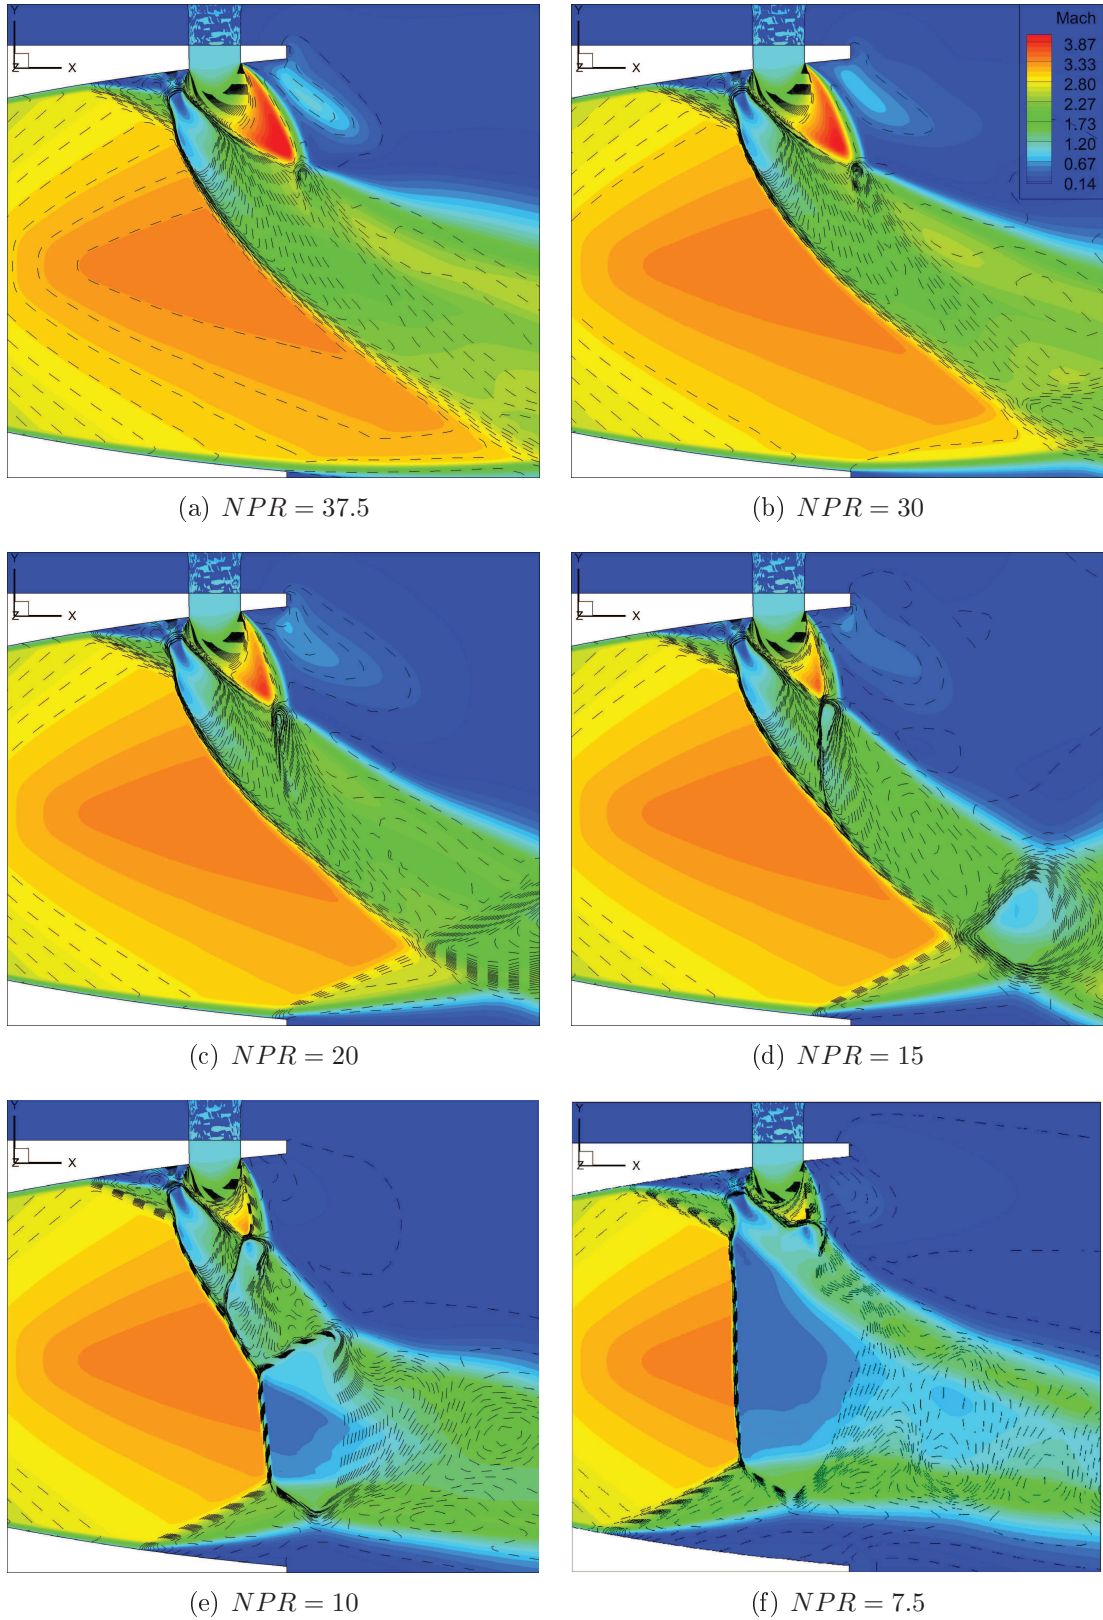 Y
Z X
(a) NPR = 37.5
Y
Z X
Mach
3.87
3.33
2.80
2.27
1.73
1.20
0.67
0.14
(b) NPR = 30
Y
Z X
(c) NPR = 20
Y
Z X
(d) NPR = 15
Y
Z X
(e) NPR = 10
Y
Z X
(f) NPR = 7.5